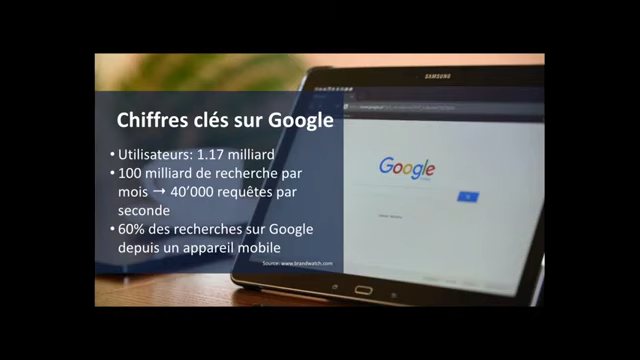 SAMSUNG
Chiffres clés sur Google
• Utilisateurs: 1.17 milliard
• 100 milliard de recherche par
mois → 40’000 requêtes par
seconde
• 60% des recherches sur Google
depuis un appareil mobile
Source: www.brandwatch.com
Google